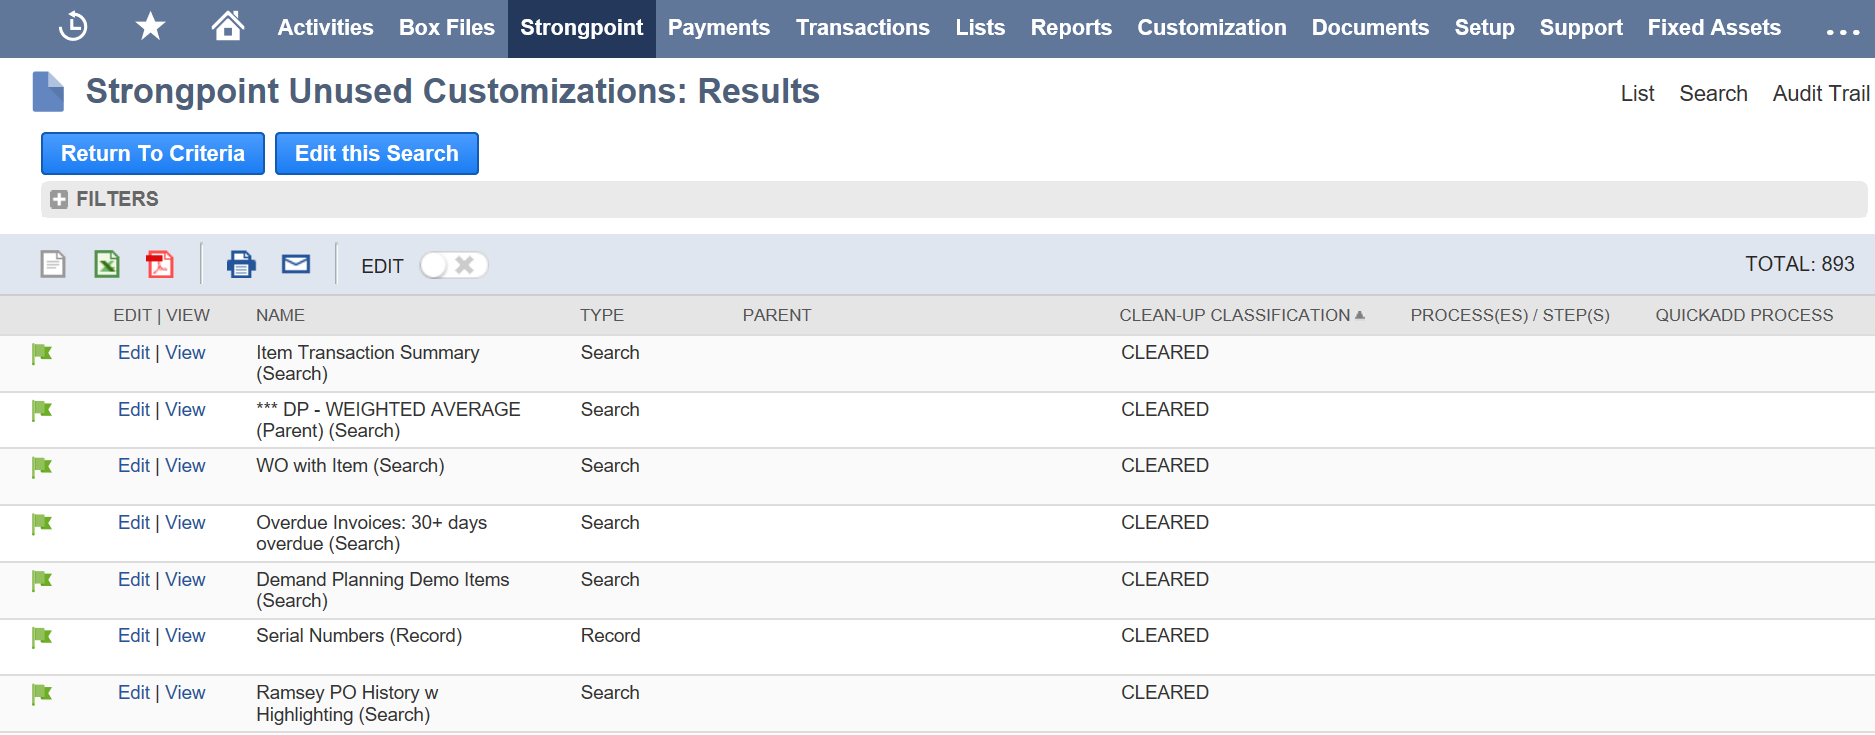 Activities Box Files Strongpoint Payments Transactions Lists Reports Customization Documents Setup Support Fixed Assets ...
Strongpoint Unused Customizations: Results
List Search Audit Trail
Return To Criteria Edit this Search
FILTERS
EDIT
TOTAL: 893
EDIT | VIEW NAME TYPE PARENT CLEAN-UP CLASSIFICATION PROCESS(ES) / STEP(S) QUICKADD PROCESS
Edit | View Item Transaction Summary Search CLEARED
(Search)
Edit | View *** DP - WEIGHTED AVERAGE Search CLEARED
(Parent) (Search)
Edit | View WO with Item (Search) Search CLEARED
Edit | View Overdue Invoices: 30+ days Search CLEARED
overdue (Search)
Edit | View Demand Planning Demo Items Search CLEARED
(Search)
Edit | View Serial Numbers (Record) Record CLEARED
Edit | View Ramsey PO History w Search CLEARED
Highlighting (Search)